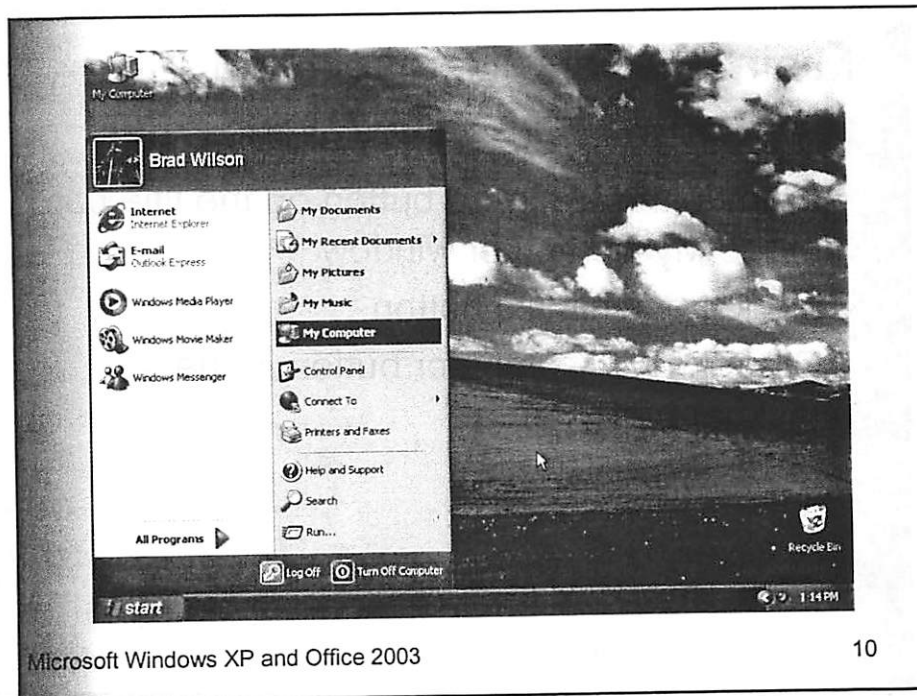 My Computer
Brad Wilson
Internet
Internet Explorer
E-mail
Outlook Express
Windows Media Player
Windows Movie Maker
Windows Messenger
All Programs
My Documents
My Recent Documents
My Pictures
My Music
My Computer
Control Panel
Connect To
Printers and Faxes
Help and Support
Search
Run...
Log Off
Turn Off Computer
Recycle Bin
start
1:14 PM
Microsoft Windows XP and Office 2003
10